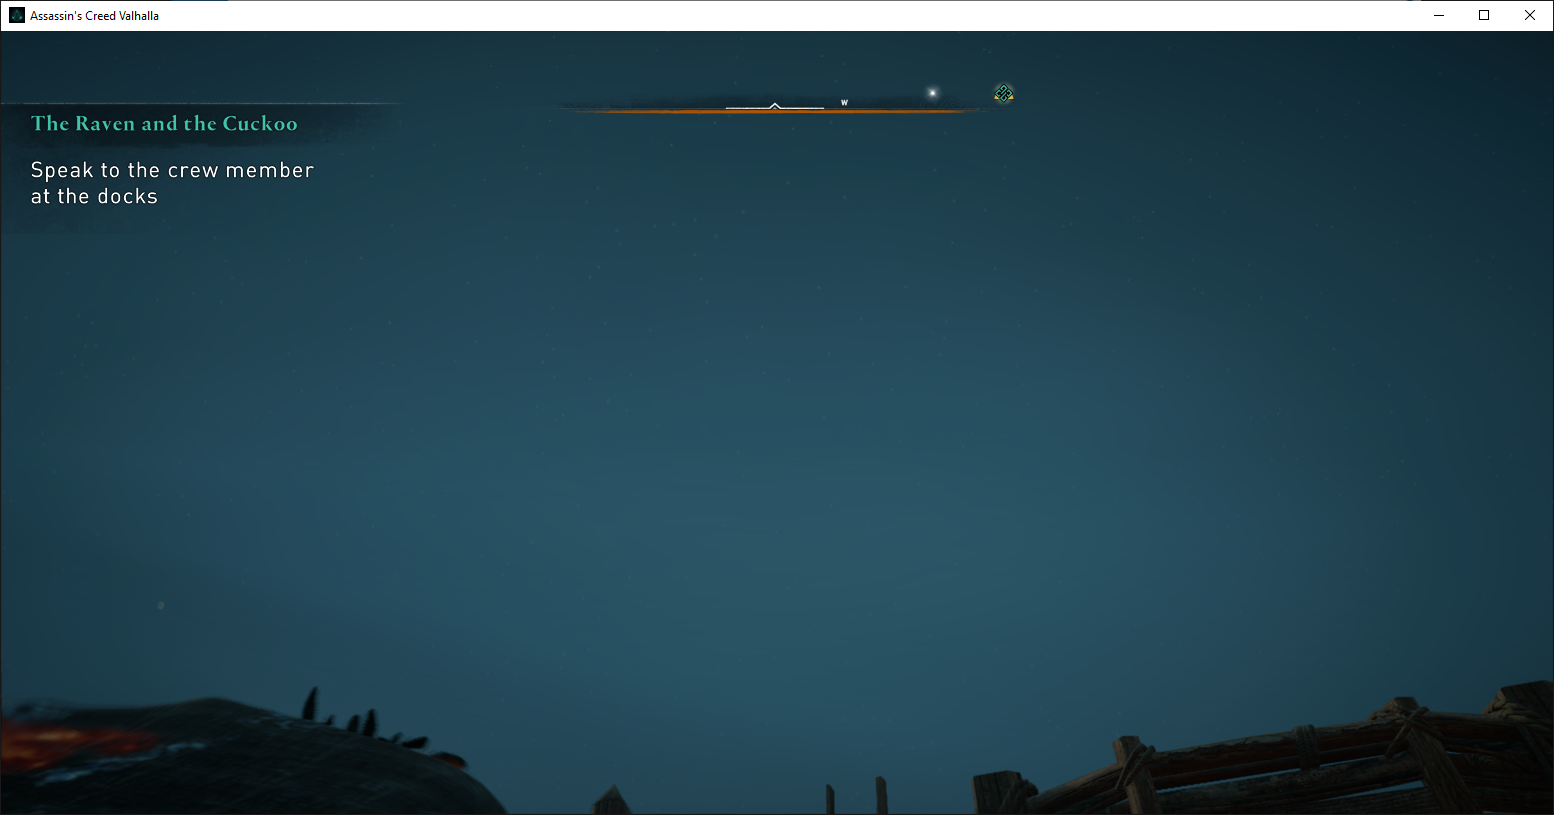 Assassin's Creed Valhalla
W
The Raven and the Cuckoo
Speak to the crew member
at the docks